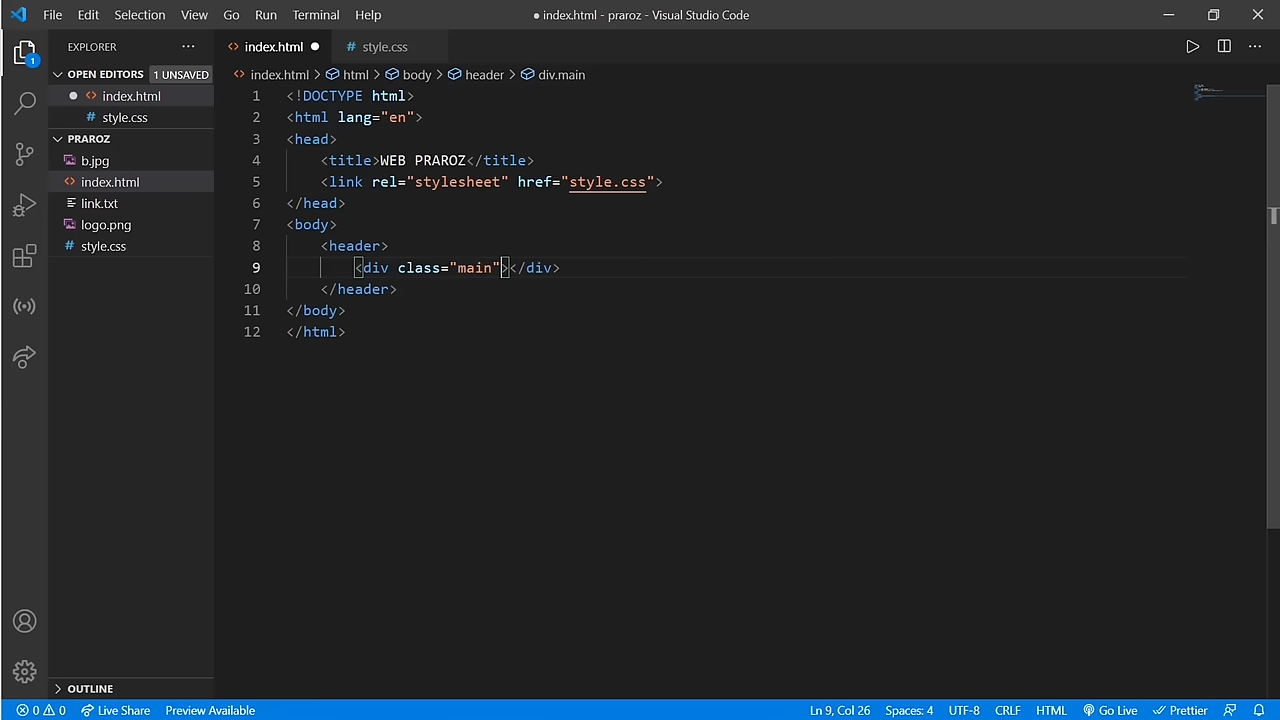 File Edit Selection View Go Run Terminal Help
● index.html - praroz - Visual Studio Code
EXPLORER
1
OPEN EDITORS
1 UNSAVED
index.html
style.css
PRAROZ
b.jpg
index.html
link.txt
logo.png
style.css
OUTLINE
index.html
style.css
index.html > html > body > header > div.main
1 <!DOCTYPE html>
2 <html lang="en">
3 <head>
4 <title>WEB PRAROZ</title>
5 <link rel="stylesheet" href="style.css">
6 </head>
7 <body>
8 <header>
9 <div class="main"></div>
10 </header>
11 </body>
12 </html>
0 0 Live Share Preview Available Ln 9, Col 26 Spaces: 4 UTF-8 CRLF HTML Go Live Prettier